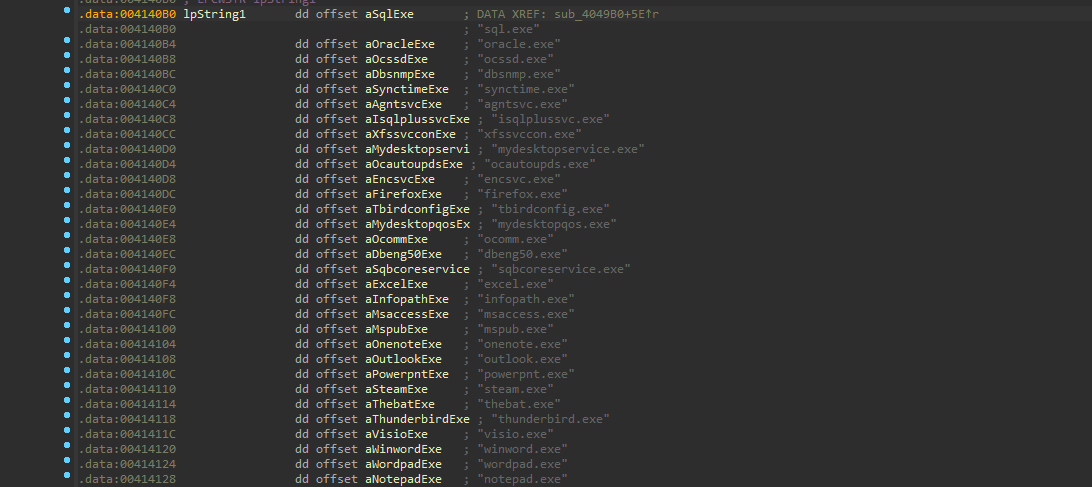 .data:004140B0 lpString1 dd offset aSqlExe ; DATA XREF: sub_4049B0+5E↑r
; "sql.exe"
.data:004140B4 dd offset aOracleExe ; "oracle.exe"
.data:004140B8 dd offset aOcssdExe ; "ocssd.exe"
.data:004140BC dd offset aDbsnmpExe ; "dbsnmp.exe"
.data:004140C0 dd offset aSynctimeExe ; "synctime.exe"
.data:004140C4 dd offset aAgntsvcExe ; "agntsvc.exe"
.data:004140C8 dd offset aIsqlplussvcExe ; "isqlplussvc.exe"
.data:004140CC dd offset aXfssvcconExe ; "xfssvccon.exe"
.data:004140D0 dd offset aMydesktopservi ; "mydesktopservice.exe"
.data:004140D4 dd offset aOcautoupdsExe ; "ocautoupds.exe"
.data:004140D8 dd offset aEncsvcExe ; "encsvc.exe"
.data:004140DC dd offset aFirefoxExe ; "firefox.exe"
.data:004140E0 dd offset aTbirdconfigExe ; "tbirdconfig.exe"
.data:004140E4 dd offset aMydesktopqosEx ; "mydesktopqos.exe"
.data:004140E8 dd offset aOcommExe ; "ocomm.exe"
.data:004140EC dd offset aDbeng50Exe ; "dbeng50.exe"
.data:004140F0 dd offset aSqbcoreservice ; "sqbcoreservice.exe"
.data:004140F4 dd offset aExcelExe ; "excel.exe"
.data:004140F8 dd offset aInfopathExe ; "infopath.exe"
.data:004140FC dd offset aMsaccessExe ; "msaccess.exe"
.data:00414100 dd offset aMspubExe ; "mspub.exe"
.data:00414104 dd offset aOnenoteExe ; "onenote.exe"
.data:00414108 dd offset aOutlookExe ; "outlook.exe"
.data:0041410C dd offset aPowerpntExe ; "powerpnt.exe"
.data:00414110 dd offset aSteamExe ; "steam.exe"
.data:00414114 dd offset aThebatExe ; "thebat.exe"
.data:00414118 dd offset aThunderbirdExe ; "thunderbird.exe"
.data:0041411C dd offset aVisioExe ; "visio.exe"
.data:00414120 dd offset aWinwordExe ; "winword.exe"
.data:00414124 dd offset aWordpadExe ; "wordpad.exe"
.data:00414128 dd offset aNotepadExe ; "notepad.exe"